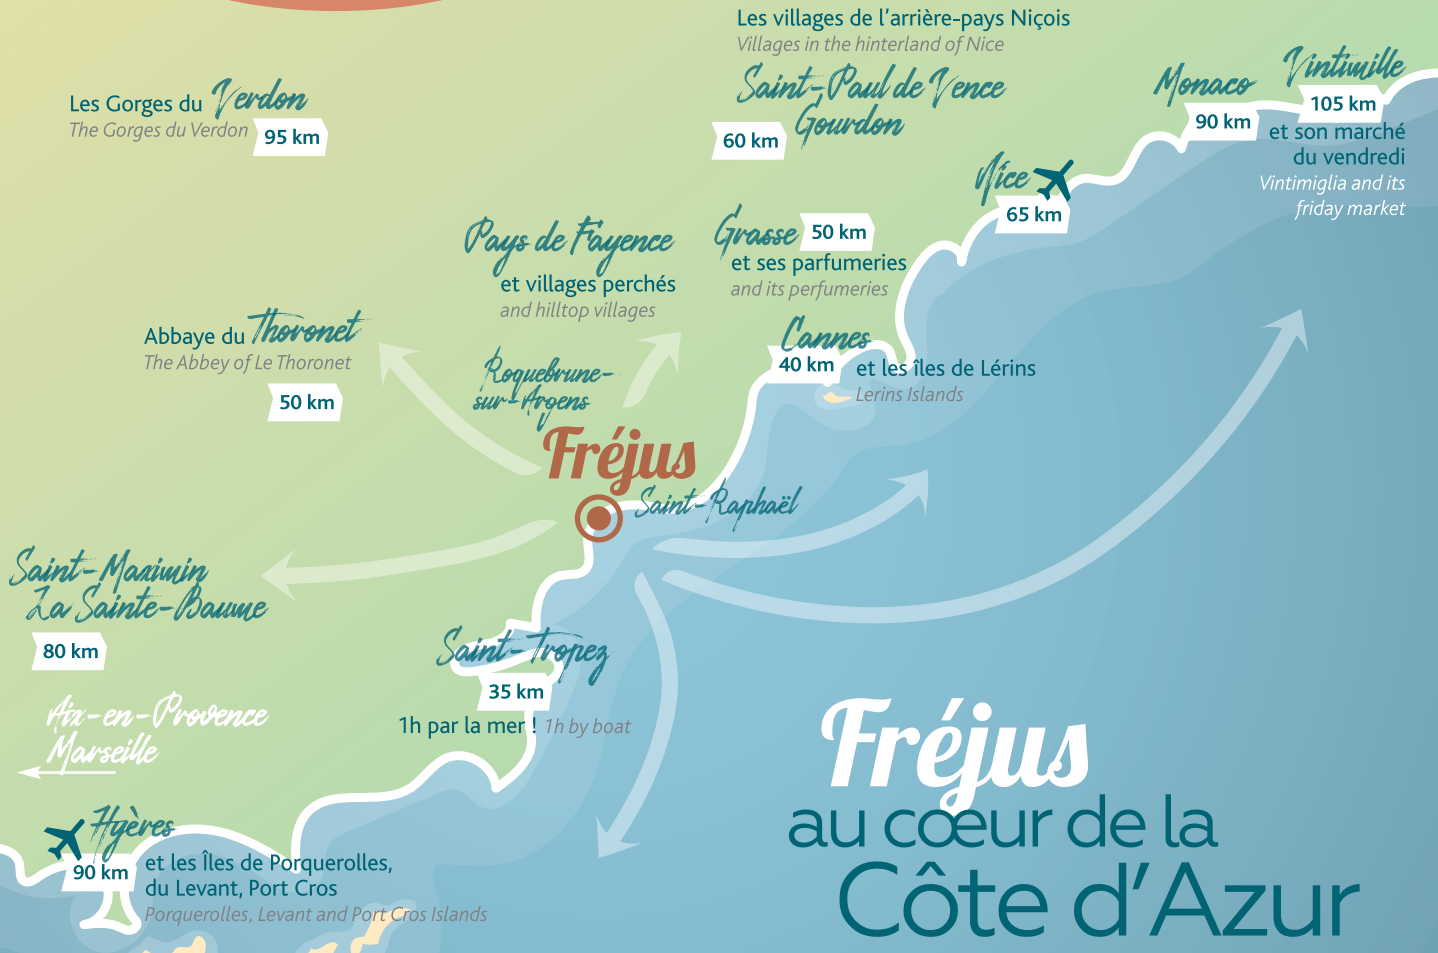 Les villages de l'arrière-pays Niçois
Villages in the hinterland of Nice
Saint-Paul de Vence
Gourdon
60 km
Monaco
90 km
Vintimille
105 km
et son marché
du vendredi
Vintimiglia and its
friday market
Les Gorges du Verdon
The Gorges du Verdon
95 km
Nice
65 km
Pays de Fayence
et villages perchés
and hilltop villages
Grasse 50 km
et ses parfumeries
and its perfumeries
Abbaye du Thoronet
The Abbey of Le Thoronet
50 km
Cannes
40 km
et les îles de Lérins
Lerins Islands
Roquebrune-
sur-Argens
Fréjus
Saint-Raphaël
Saint-Maximin
La Sainte-Baume
80 km
Saint-Tropez
35 km
1h par la mer ! 1h by boat
Aix-en-Provence
Marseille
Hyères
90 km
et les Îles de Porquerolles,
du Levant, Port Cros
Porquerolles, Levant and Port Cros Islands
Fréjus
au cœur de la
Côte d'Azur